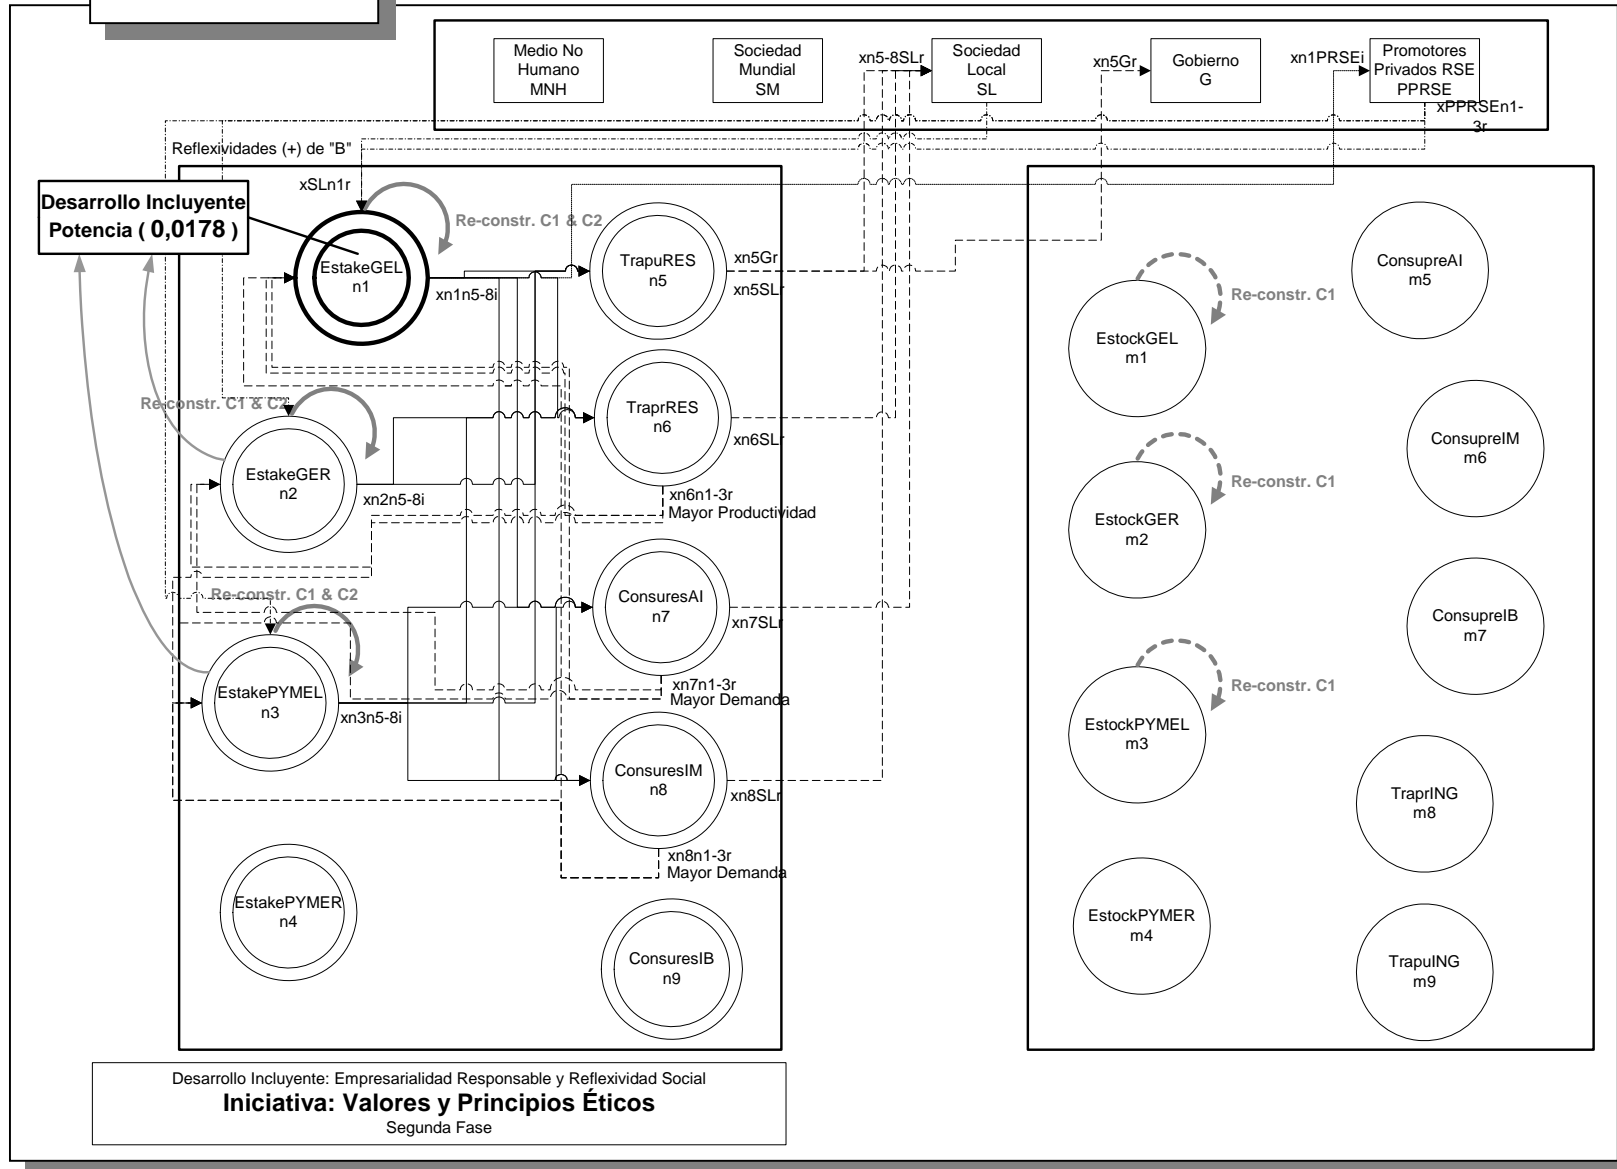 Medio No
Humano
MNH
Sociedad
Mundial
SM
xn5-8SLr
Sociedad
Local
SL
xn5Gr
Gobierno
G
xn1PRSEi
Promotores
Privados RSE
PPRSE
xPPRSEn1-
3r
Reflexividades (+) de "B"
Desarrollo Incluyente
Potencia ( 0,0178 )
xSLn1r
Re-constr. C1 & C2
EstakeGEL
n1
xn1n5-8i
TrapuRES
n5
xn5Gr
xn5SLr
Re-constr. C1 & C2
TraprRES
n6
xn6SLr
EstakeGER
n2
xn2n5-8i
xn6n1-3r
Mayor Productividad
Re-constr. C1 & C2
ConsuresAI
n7
xn7SLr
EstakePYMEL
n3
xn3n5-8i
xn7n1-3r
Mayor Demanda
ConsuresIM
n8
xn8SLr
xn8n1-3r
Mayor Demanda
EstakePYMER
n4
ConsuresIB
n9
EstockGEL
m1
Re-constr. C1
ConsupreAI
m5
EstockGER
m2
Re-constr. C1
ConsupreIM
m6
ConsupreIB
m7
EstockPYMEL
m3
Re-constr. C1
TraprING
m8
EstockPYMER
m4
TrapuING
m9
Desarrollo Incluyente: Empresarialidad Responsable y Reflexividad Social
Iniciativa: Valores y Principios Éticos
Segunda Fase